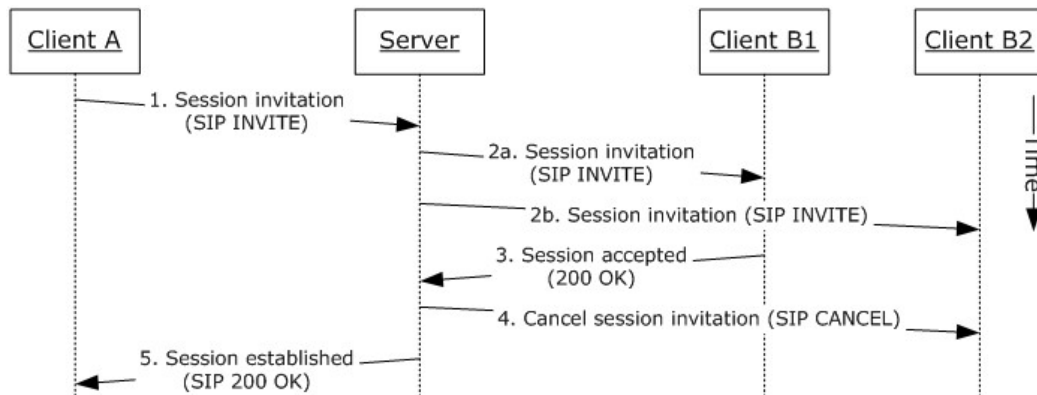 Client A
Server
Client B1
Client B2
1. Session invitation
(SIP INVITE)
2a. Session invitation
(SIP INVITE)
Time
2b. Session invitation (SIP INVITE)
3. Session accepted
(200 OK)
4. Cancel session invitation (SIP CANCEL)
5. Session established
(SIP 200 OK)